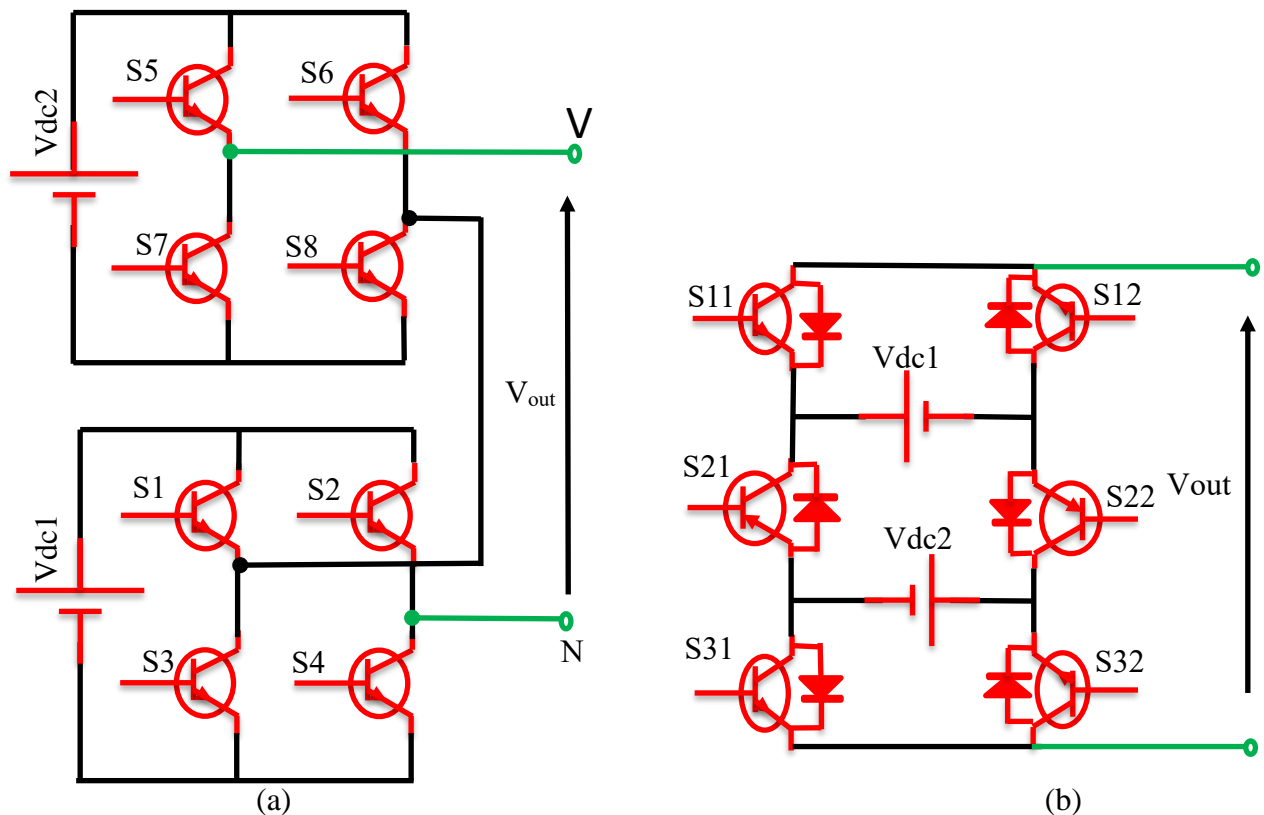 S5
S6
Vdc2
V
S7
S8
Vout
S1
S2
Vdc1
N
S3
S4
(a)
S11
S12
Vdc1
S21
S22
Vout
Vdc2
S31
S32
(b)